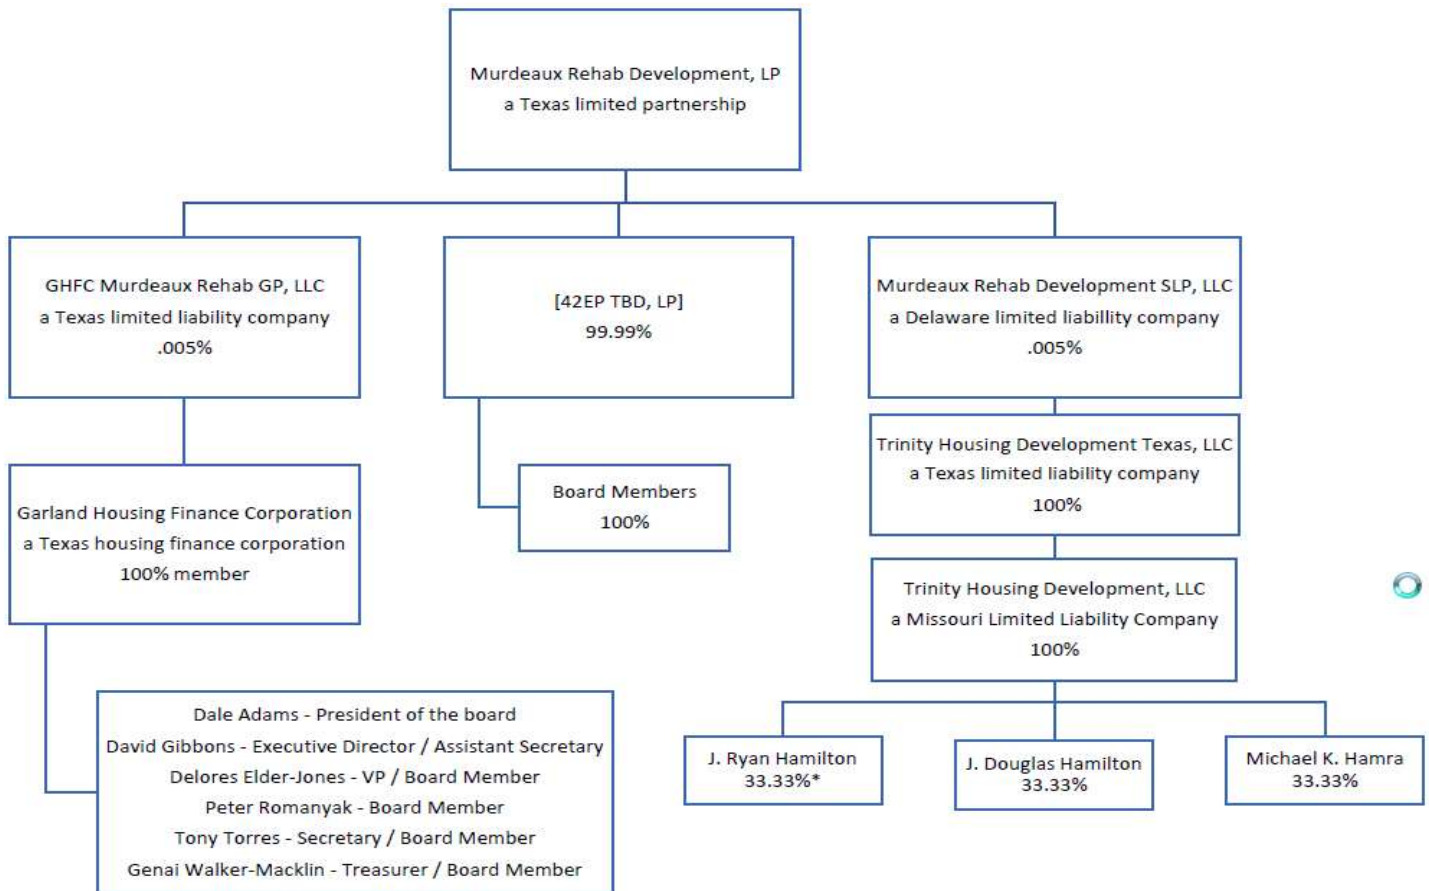 Murdeaux Rehab Development, LP
a Texas limited partnership
GHFC Murdeaux Rehab GP, LLC
a Texas limited liability company
.005%
[42EP TBD, LP]
99.99%
Murdeaux Rehab Development SLP, LLC
a Delaware limited liabillity company
.005%
Garland Housing Finance Corporation
a Texas housing finance corporation
100% member
Board Members
100%
Trinity Housing Development Texas, LLC
a Texas limited liability company
100%
Trinity Housing Development, LLC
a Missouri Limited Liability Company
100%
Dale Adams - President of the board
David Gibbons - Executive Director / Assistant Secretary
Delores Elder-Jones - VP / Board Member
Peter Romanyak - Board Member
Tony Torres - Secretary / Board Member
Genai Walker-Macklin - Treasurer / Board Member
J. Ryan Hamilton
33.33%*
J. Douglas Hamilton
33.33%
Michael K. Hamra
33.33%